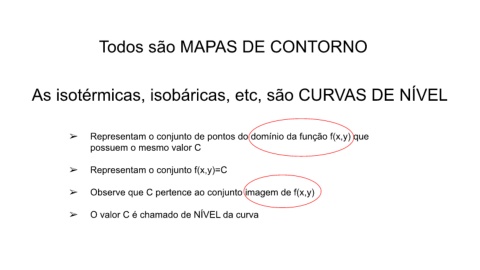 Todos são MAPAS DE CONTORNO
As isotérmicas, isobáricas, etc, são CURVAS DE NÍVEL
➢ Representam o conjunto de pontos do domínio da função f(x,y) que
possuem o mesmo valor C
➢ Representam o conjunto f(x,y)=C
➢ Observe que C pertence ao conjunto imagem de f(x,y)
➢ O valor C é chamado de NÍVEL da curva